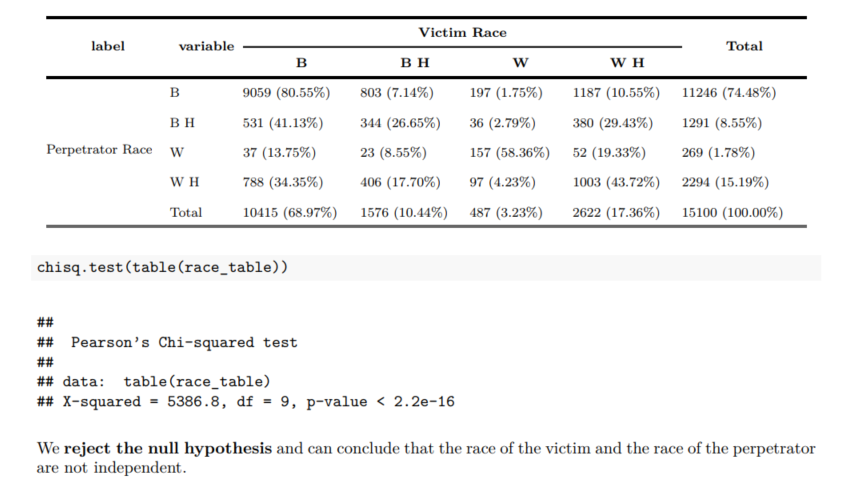 Victim Race
label variable Total
B B H W W H
B 9059 (80.55%) 803 (7.14%) 197 (1.75%) 1187 (10.55%) 11246 (74.48%)
B H 531 (41.13%) 344 (26.65%) 36 (2.79%) 380 (29.43%) 1291 (8.55%)
Perpetrator Race W 37 (13.75%) 23 (8.55%) 157 (58.36%) 52 (19.33%) 269 (1.78%)
W H 788 (34.35%) 406 (17.70%) 97 (4.23%) 1003 (43.72%) 2294 (15.19%)
Total 10415 (68.97%) 1576 (10.44%) 487 (3.23%) 2622 (17.36%) 15100 (100.00%)
chisq.test(table(race_table))
##
## Pearson's Chi-squared test
##
## data: table(race_table)
## X-squared = 5386.8, df = 9, p-value < 2.2e-16
We reject the null hypothesis and can conclude that the race of the victim and the race of the perpetrator
are not independent.